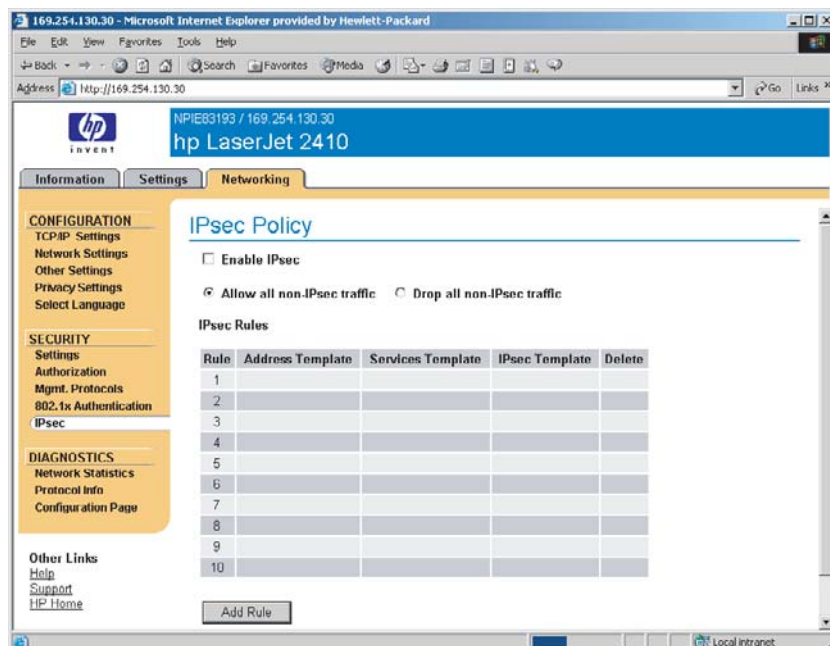 169.254.130.30 - Microsoft Internet Explorer provided by Hewlett-Packard
File Edit View Favorites Tools Help
Back Search Favorites Media
Address http://169.254.130.30 Go Links
hp
invent
NPIE83193 / 169.254.130.30
hp LaserJet 2410
Information Settings Networking
CONFIGURATION
TCP/IP Settings
Network Settings
Other Settings
Privacy Settings
Select Language
SECURITY
Settings
Authorization
Mgmt. Protocols
802.1x Authentication
IPsec
DIAGNOSTICS
Network Statistics
Protocol Info
Configuration Page
Other Links
Help
Support
HP Home
IPsec Policy
Enable IPsec
Allow all non-IPsec traffic Drop all non-IPsec traffic
IPsec Rules
Rule Address Template Services Template IPsec Template Delete
1
2
3
4
5
6
7
8
9
10
Add Rule
Local intranet